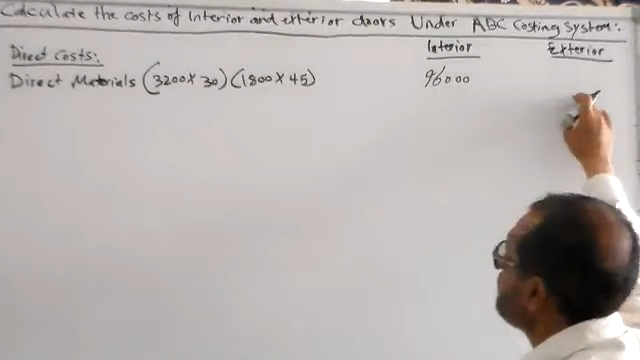 Calculate the costs of Interior and exterior doors Under ABC Costing System:
Direct Costs: Interior Exterior
Direct Materials (3200 X 30) (1800 X 45) 96000